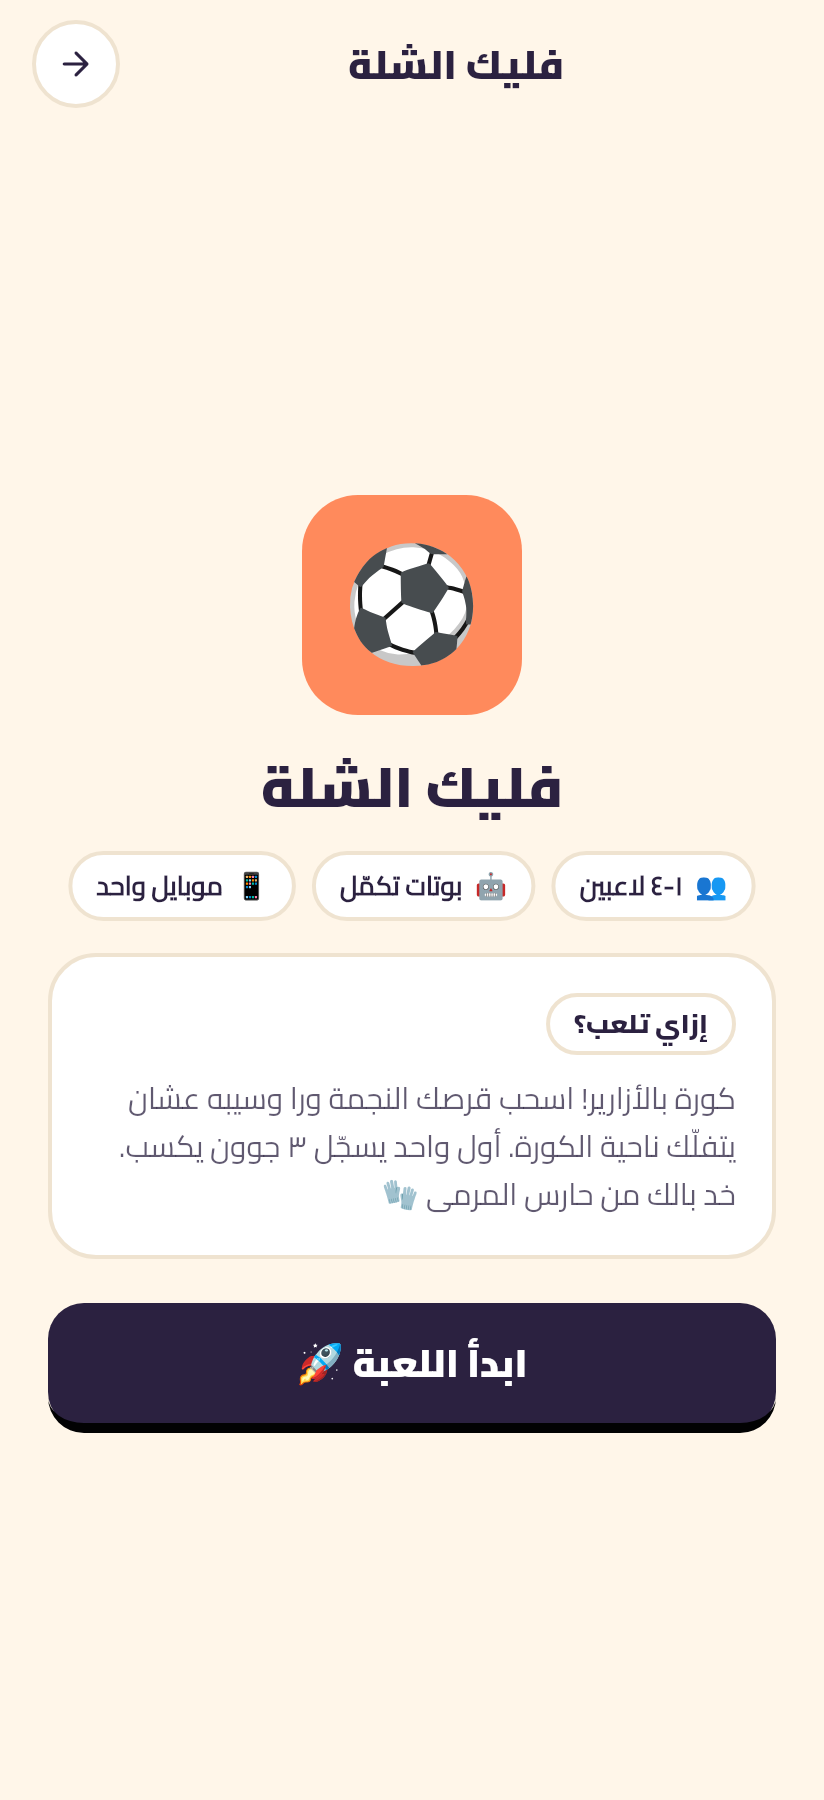 فليك الشلة
فليك الشلة
👥 ١-٤ لاعبين
🤖 بوتات تكمّل
📱 موبايل واحد
إزاي تلعب؟
كورة بالأزارير! اسحب قرصك النجمة ورا وسيبه عشان
يتفلّك ناحية الكورة. أول واحد يسجّل ٣ جوون يكسب.
خد بالك من حارس المرمى 🧤
ابدأ اللعبة 🚀